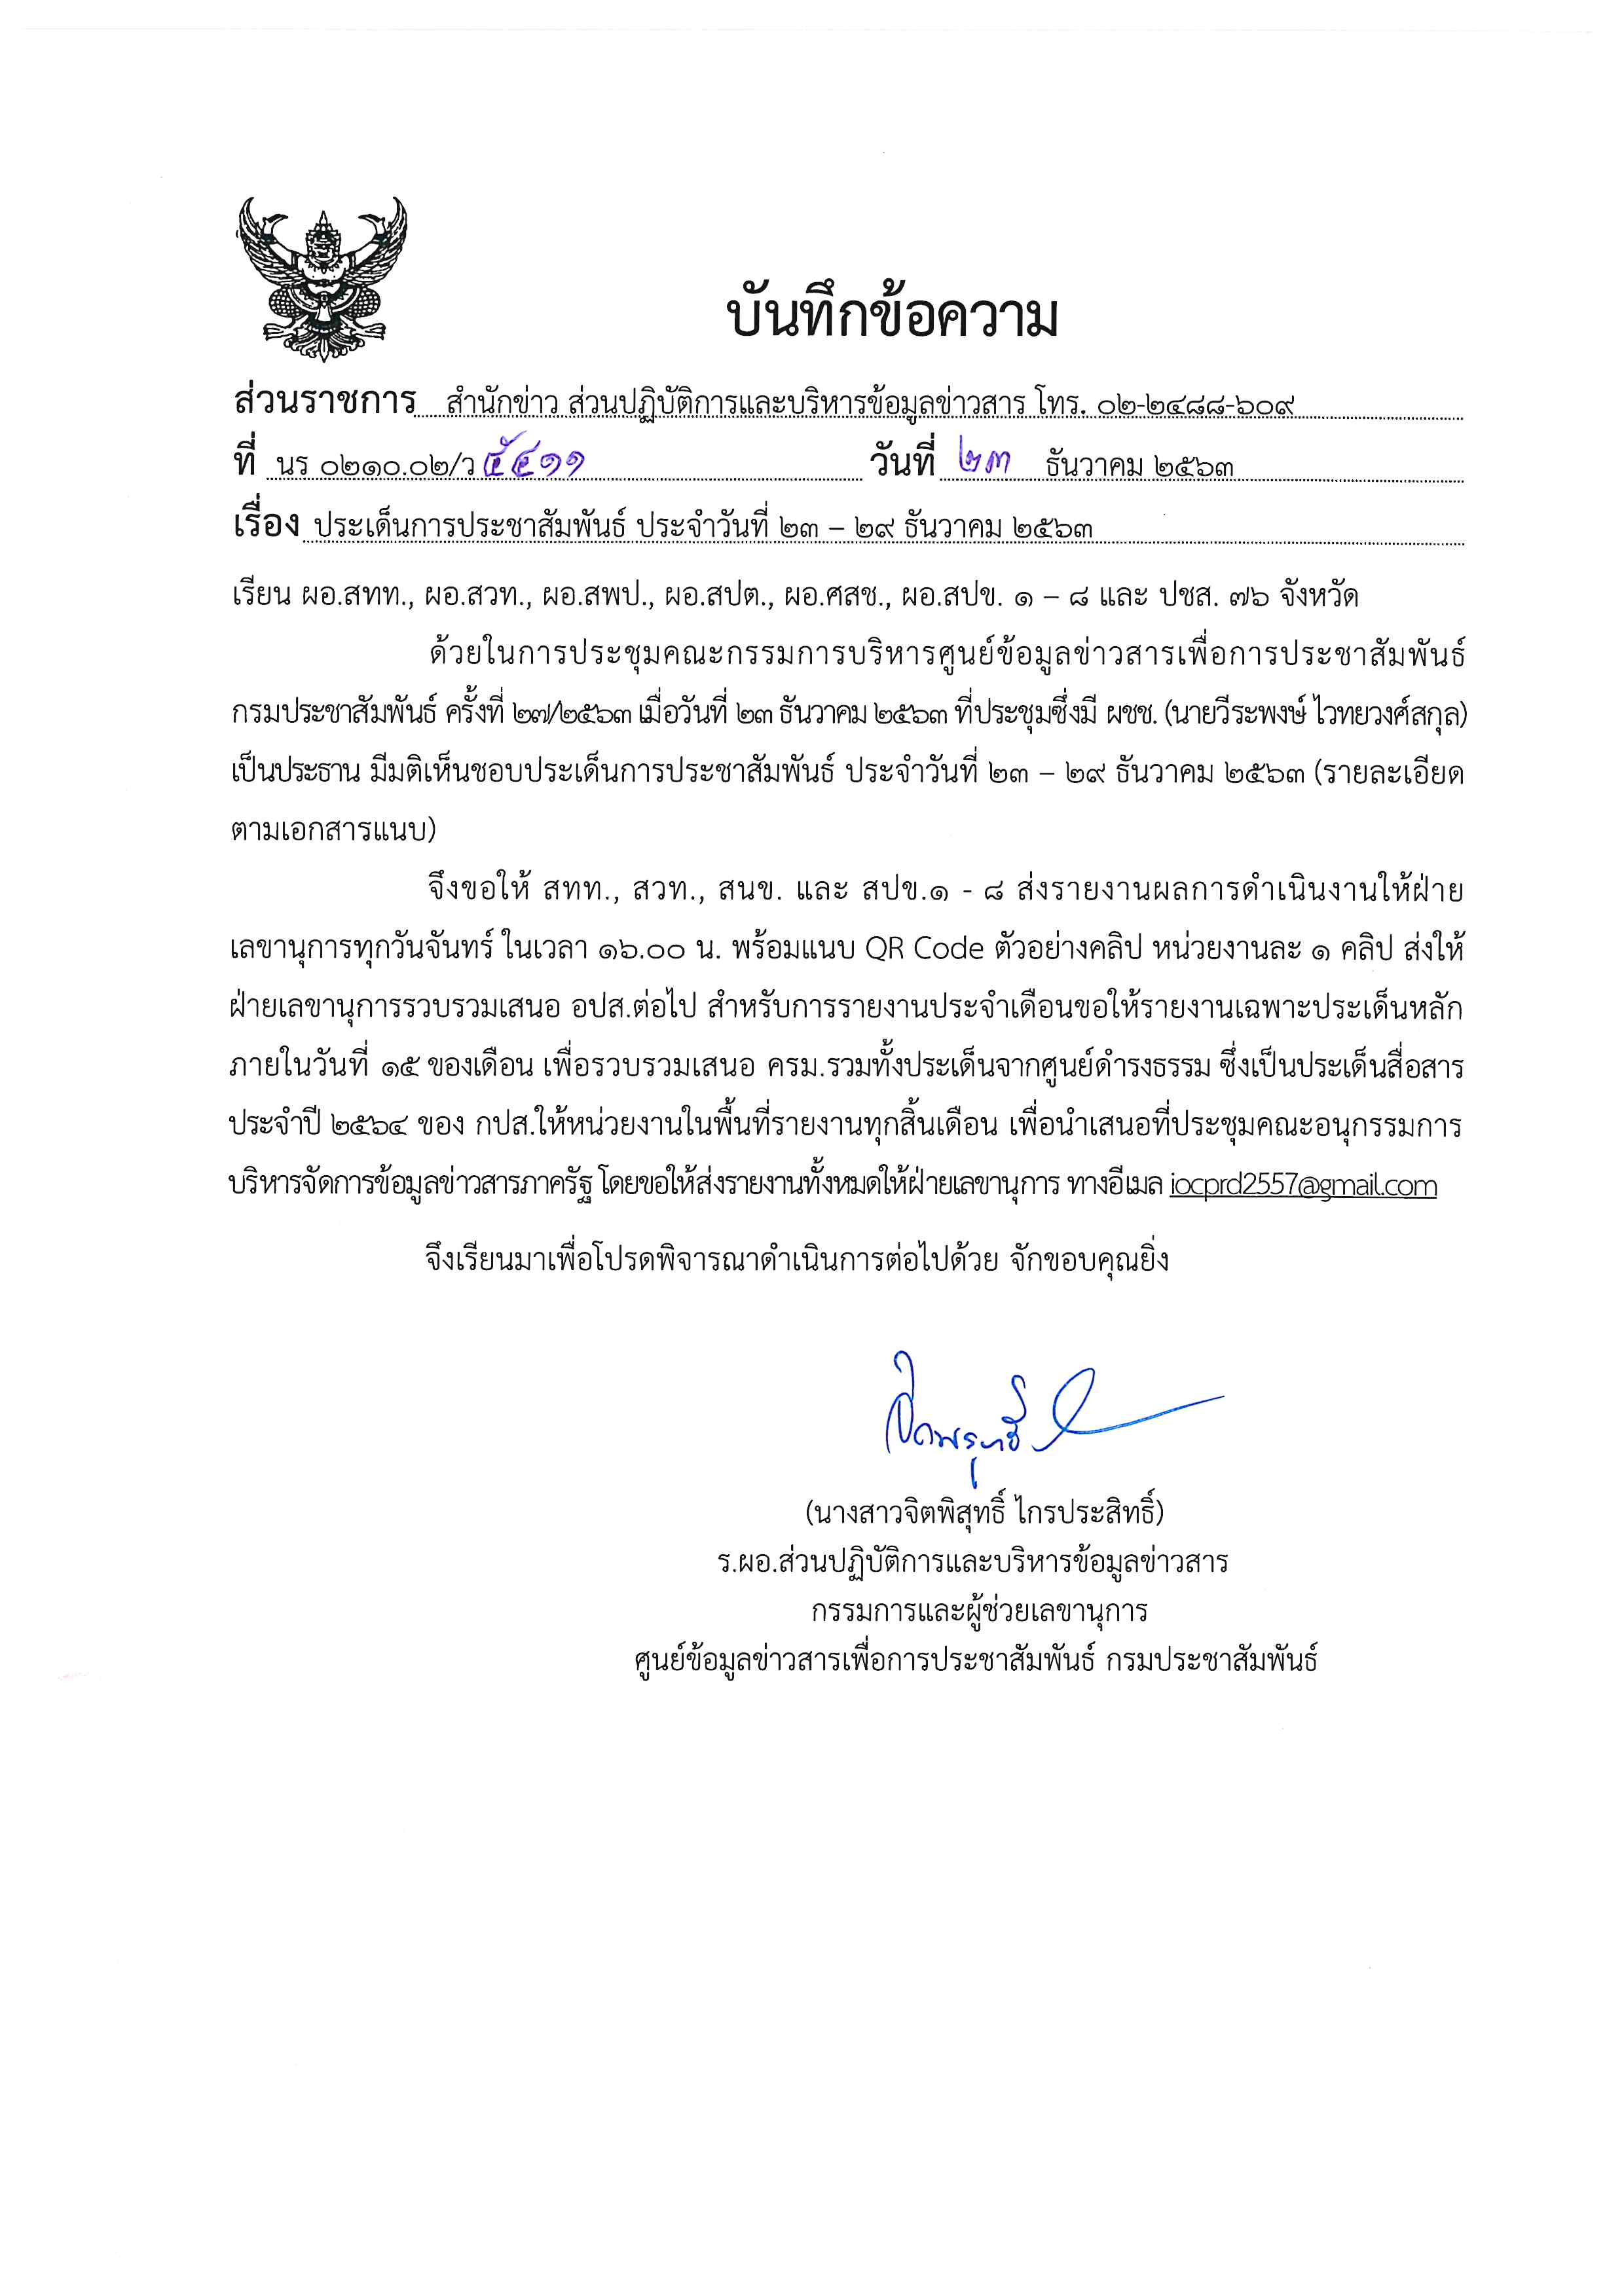 บันทึกข้อความ
ส่วนราชการ สำนักข่าว ส่วนปฏิบัติการและบริหารข้อมูลข่าวสาร โทร. ๐๒-๒๔๘๘-๖๐๙
ที่ นร ๐๒๑๐.๐๒/ว ๕๔๑๑ วันที่ ๒๓ ธันวาคม ๒๕๖๓
เรื่อง ประเด็นการประชาสัมพันธ์ ประจำวันที่ ๒๓ – ๒๙ ธันวาคม ๒๕๖๓
เรียน ผอ.สทท., ผอ.สวท., ผอ.สพป., ผอ.สปต., ผอ.ศสช., ผอ.สปข. ๑ – ๘ และ ปชส. ๗๖ จังหวัด
ด้วยในการประชุมคณะกรรมการบริหารศูนย์ข้อมูลข่าวสารเพื่อการประชาสัมพันธ์
กรมประชาสัมพันธ์ ครั้งที่ ๒๗/๒๕๖๓ เมื่อวันที่ ๒๓ ธันวาคม ๒๕๖๓ ที่ประชุมซึ่งมี ผชช. (นายวีระพงษ์ ไวทยวงศ์สกุล)
เป็นประธาน มีมติเห็นชอบประเด็นการประชาสัมพันธ์ ประจำวันที่ ๒๓ – ๒๙ ธันวาคม ๒๕๖๓ (รายละเอียด
ตามเอกสารแนบ)
จึงขอให้ สทท., สวท., สนข. และ สปข.๑ - ๘ ส่งรายงานผลการดำเนินงานให้ฝ่าย
เลขานุการทุกวันจันทร์ ในเวลา ๑๖.๐๐ น. พร้อมแนบ QR Code ตัวอย่างคลิป หน่วยงานละ ๑ คลิป ส่งให้
ฝ่ายเลขานุการรวบรวมเสนอ อปส.ต่อไป สำหรับการรายงานประจำเดือนขอให้รายงานเฉพาะประเด็นหลัก
ภายในวันที่ ๑๕ ของเดือน เพื่อรวบรวมเสนอ ครม.รวมทั้งประเด็นจากศูนย์ดำรงธรรม ซึ่งเป็นประเด็นสื่อสาร
ประจำปี ๒๕๖๔ ของ กปส.ให้หน่วยงานในพื้นที่รายงานทุกสิ้นเดือน เพื่อนำเสนอที่ประชุมคณะอนุกรรมการ
บริหารจัดการข้อมูลข่าวสารภาครัฐ โดยขอให้ส่งรายงานทั้งหมดให้ฝ่ายเลขานุการ ทางอีเมล iocprd2557@gmail.com
จึงเรียนมาเพื่อโปรดพิจารณาดำเนินการต่อไปด้วย จักขอบคุณยิ่ง
(นางสาวจิตพิสุทธิ์ ไกรประสิทธิ์)
ร.ผอ.ส่วนปฏิบัติการและบริหารข้อมูลข่าวสาร
กรรมการและผู้ช่วยเลขานุการ
ศูนย์ข้อมูลข่าวสารเพื่อการประชาสัมพันธ์ กรมประชาสัมพันธ์